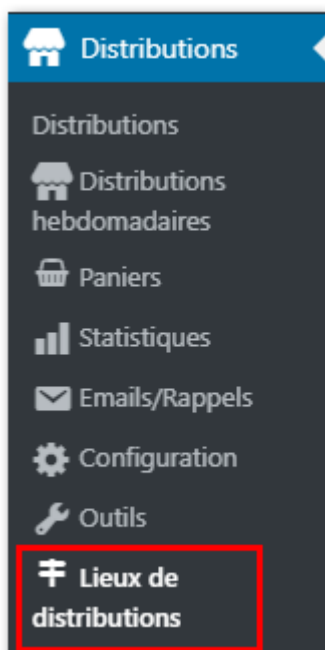 Distributions
Distributions
Distributions
hebdomadaires
Paniers
Statistiques
Emails/Rappels
Configuration
Outils
Lieux de
distributions